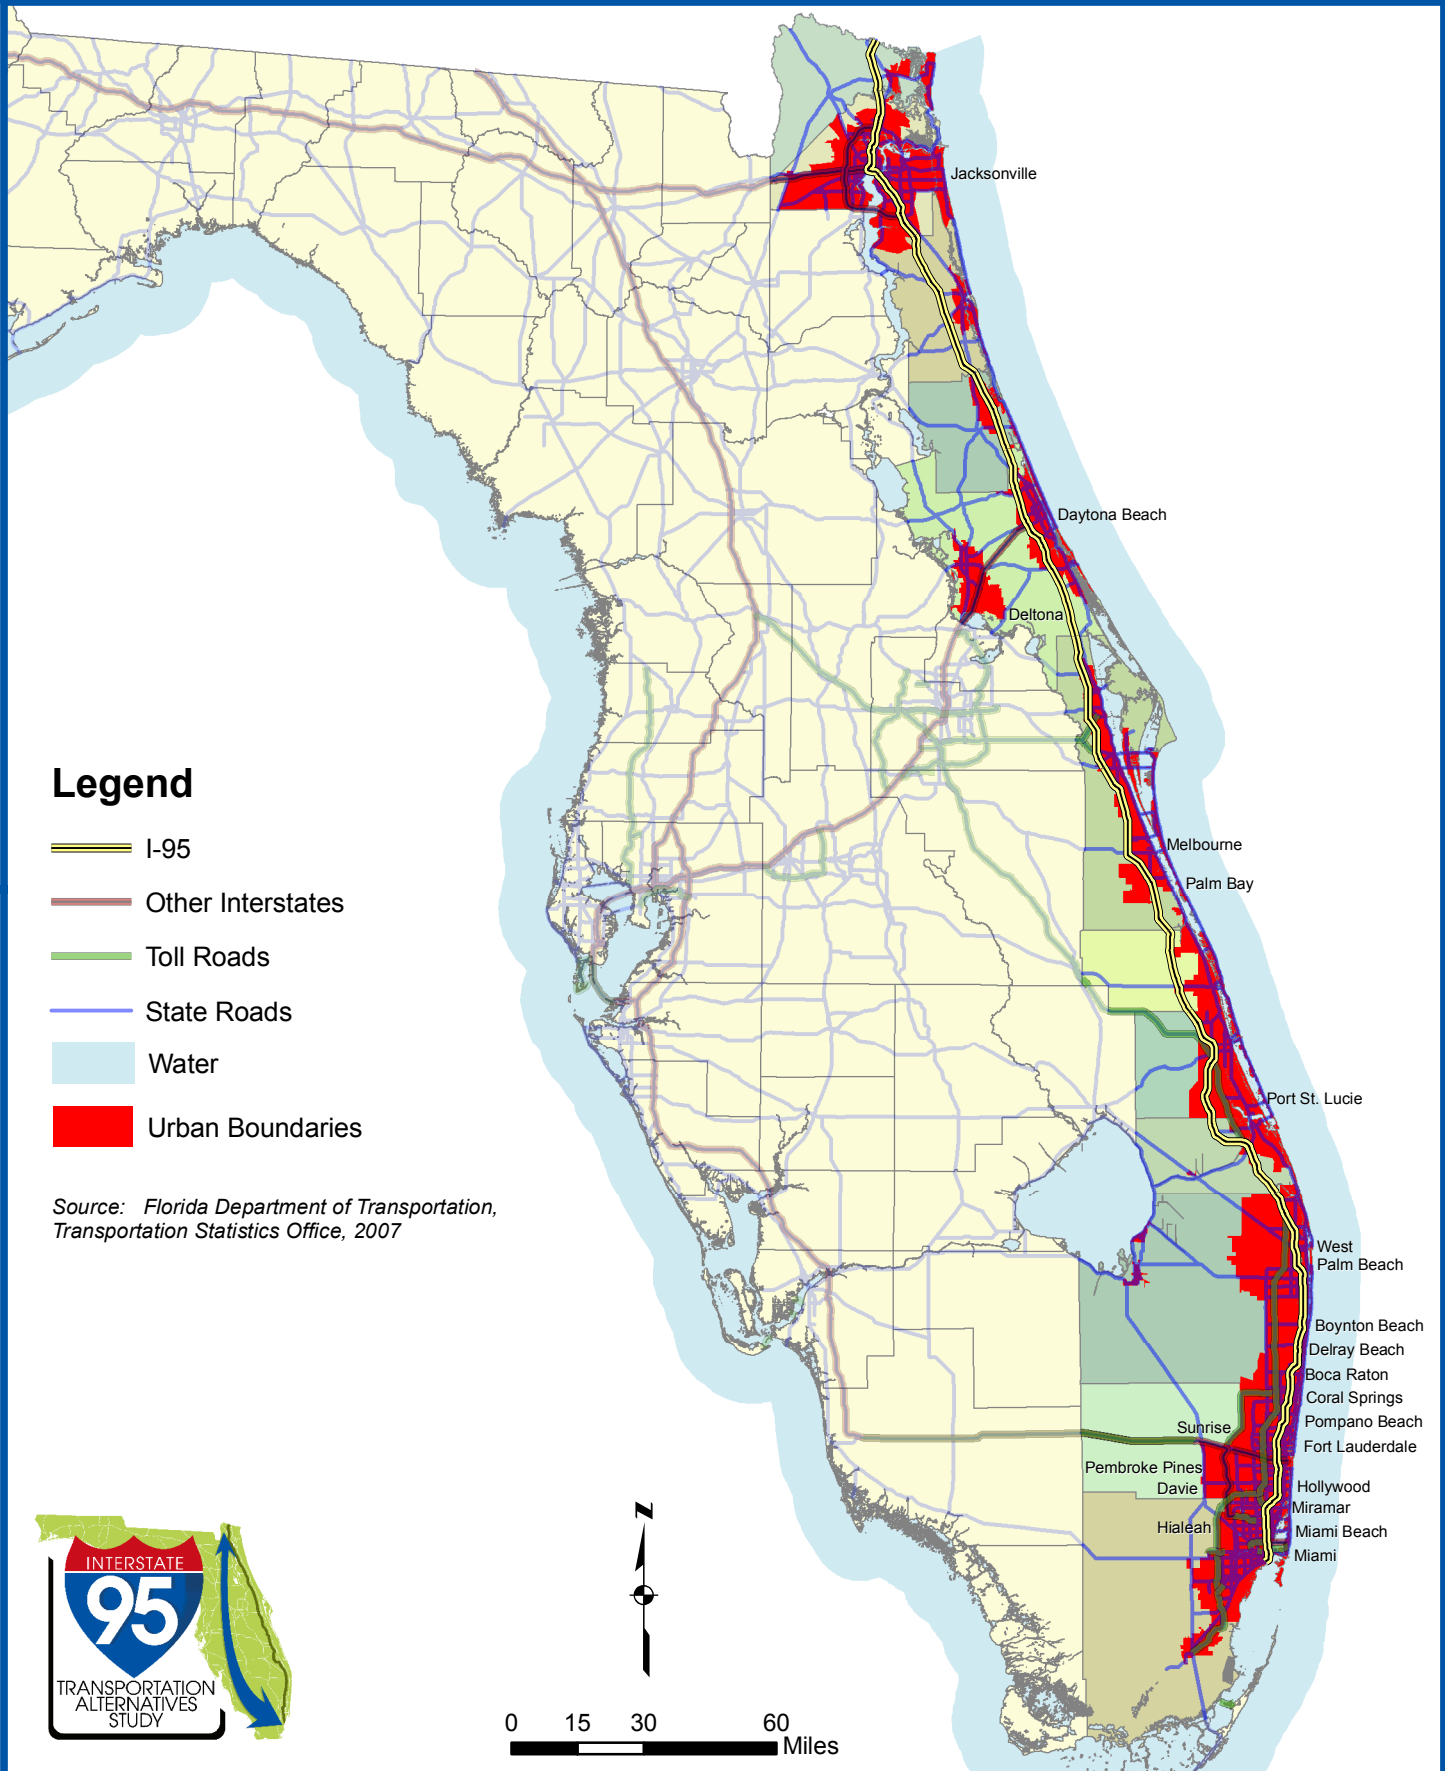 Jacksonville
Daytona Beach
Deltona
Melbourne
Palm Bay
Port St. Lucie
West
Palm Beach
Boynton Beach
Delray Beach
Boca Raton
Coral Springs
Pompano Beach
Sunrise
Fort Lauderdale
Pembroke Pines
Davie
Hollywood
Miramar
Hialeah
Miami Beach
Miami
Legend
I-95
Other Interstates
Toll Roads
State Roads
Water
Urban Boundaries
Source: Florida Department of Transportation,
Transportation Statistics Office, 2007
INTERSTATE
95
TRANSPORTATION
ALTERNATIVES
STUDY
N
0 15 30 60
Miles